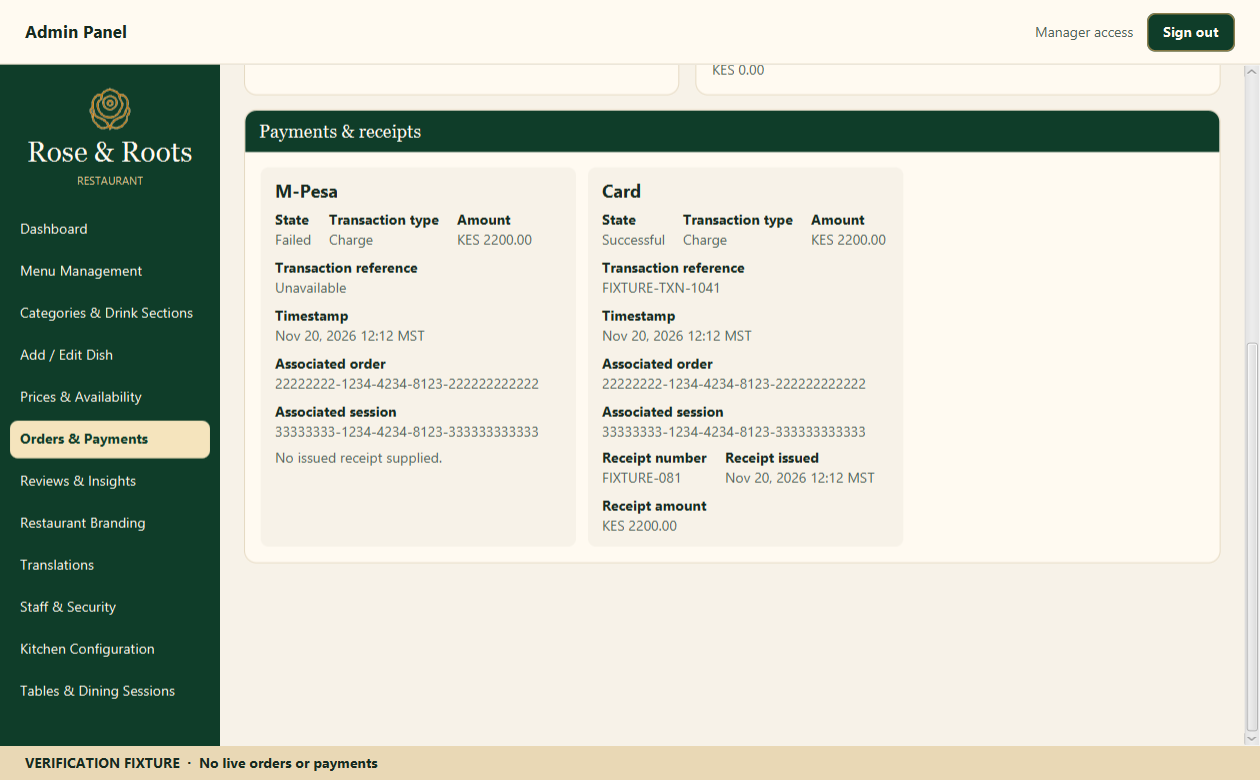 Admin Panel
Manager access
Sign out
Rose & Roots
RESTAURANT
Dashboard
Menu Management
Categories & Drink Sections
Add / Edit Dish
Prices & Availability
Orders & Payments
Reviews & Insights
Restaurant Branding
Translations
Staff & Security
Kitchen Configuration
Tables & Dining Sessions
KES 0.00
Payments & receipts
M-Pesa
State Transaction type Amount
Failed Charge KES 2200.00
Transaction reference
Unavailable
Timestamp
Nov 20, 2026 12:12 MST
Associated order
22222222-1234-4234-8123-222222222222
Associated session
33333333-1234-4234-8123-333333333333
No issued receipt supplied.
Card
State Transaction type Amount
Successful Charge KES 2200.00
Transaction reference
FIXTURE-TXN-1041
Timestamp
Nov 20, 2026 12:12 MST
Associated order
22222222-1234-4234-8123-222222222222
Associated session
33333333-1234-4234-8123-333333333333
Receipt number Receipt issued
FIXTURE-081 Nov 20, 2026 12:12 MST
Receipt amount
KES 2200.00
VERIFICATION FIXTURE · No live orders or payments